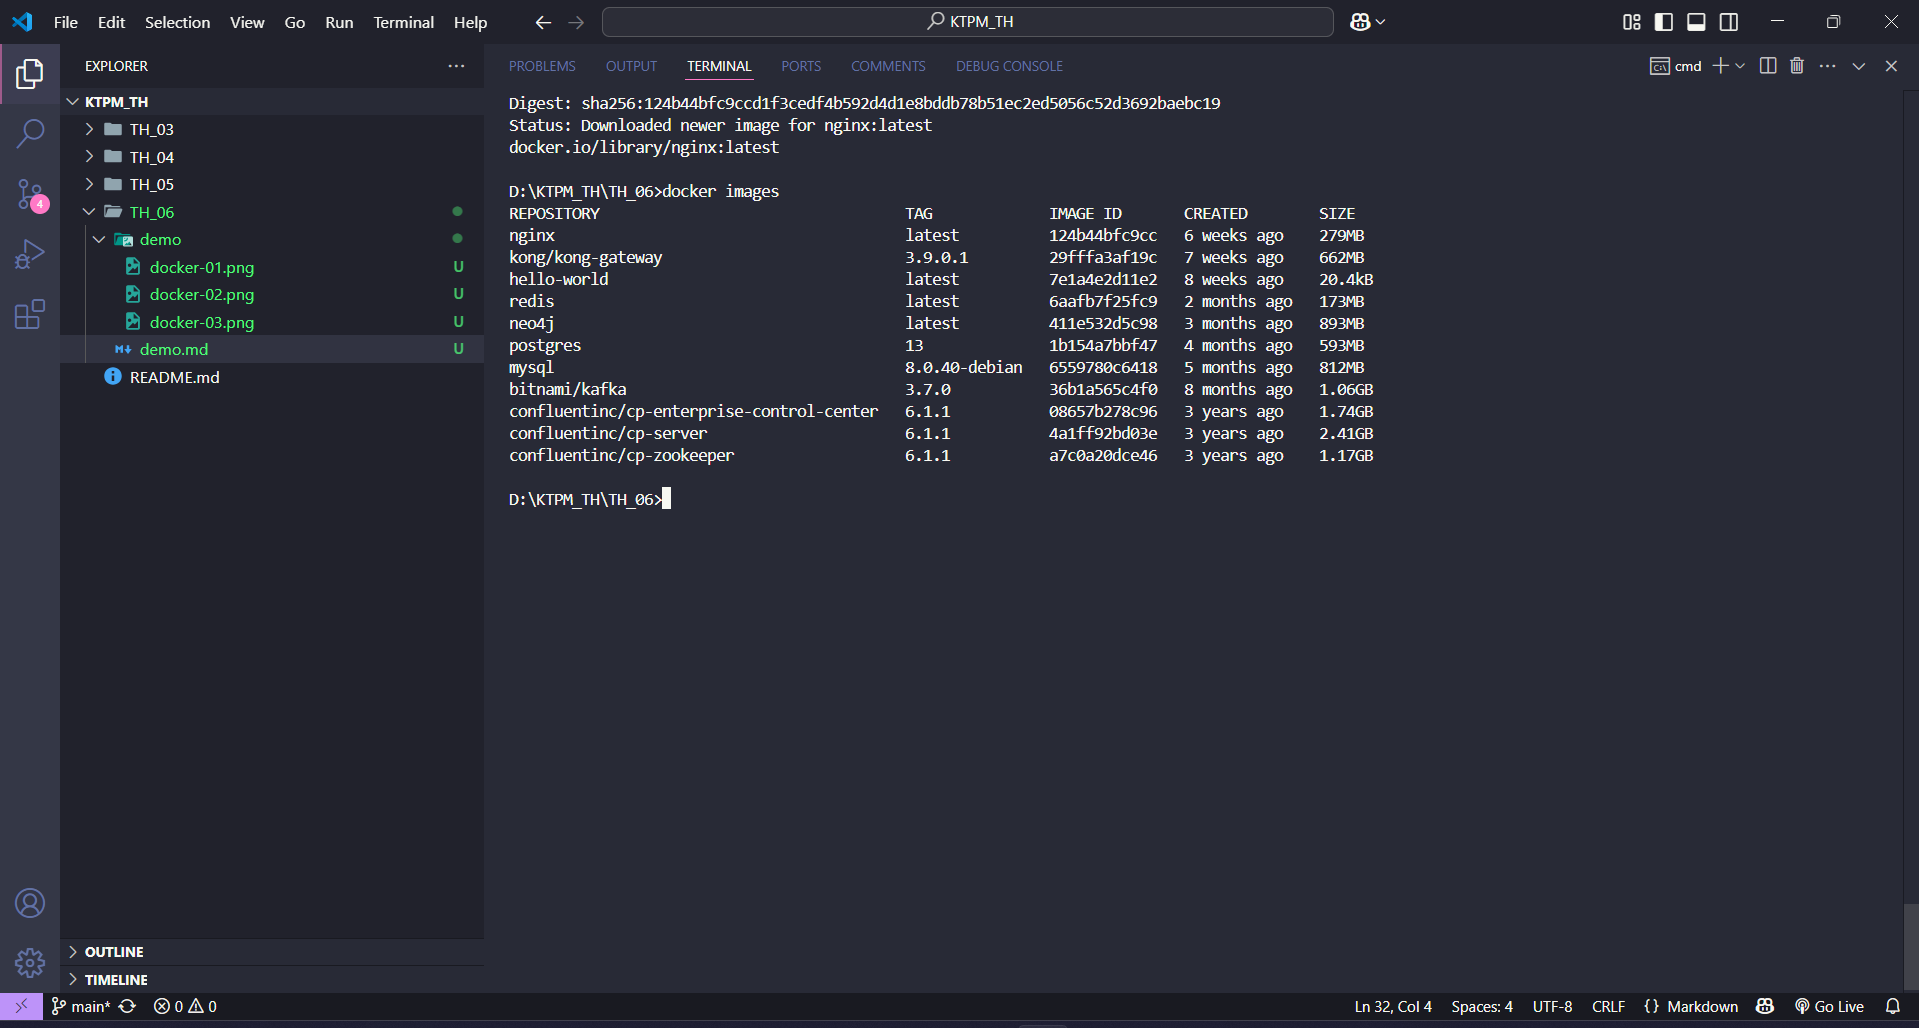 File Edit Selection View Go Run Terminal Help
KTPM_TH
EXPLORER
KTPM_TH
TH_03
TH_04
TH_05
TH_06
demo
docker-01.png U
docker-02.png U
docker-03.png U
demo.md U
README.md
4
OUTLINE
TIMELINE
PROBLEMS OUTPUT TERMINAL PORTS COMMENTS DEBUG CONSOLE
cmd
Digest: sha256:124b44bfc9ccd1f3cedf4b592d4d1e8bddb78b51ec2ed5056c52d3692baebc19
Status: Downloaded newer image for nginx:latest
docker.io/library/nginx:latest
D:\KTPM_TH\TH_06>docker images
REPOSITORY TAG IMAGE ID CREATED SIZE
nginx latest 124b44bfc9cc 6 weeks ago 279MB
kong/kong-gateway 3.9.0.1 29fffa3af19c 7 weeks ago 662MB
hello-world latest 7e1a4e2d11e2 8 weeks ago 20.4kB
redis latest 6aafb7f25fc9 2 months ago 173MB
neo4j latest 411e532d5c98 3 months ago 893MB
postgres 13 1b154a7bbf47 4 months ago 593MB
mysql 8.0.40-debian 6559780c6418 5 months ago 812MB
bitnami/kafka 3.7.0 36b1a565c4f0 8 months ago 1.06GB
confluentinc/cp-enterprise-control-center 6.1.1 08657b278c96 3 years ago 1.74GB
confluentinc/cp-server 6.1.1 4a1ff92bd03e 3 years ago 2.41GB
confluentinc/cp-zookeeper 6.1.1 a7c0a20dce46 3 years ago 1.17GB
D:\KTPM_TH\TH_06>
main* 0 0
Ln 32, Col 4 Spaces: 4 UTF-8 CRLF {} Markdown Go Live